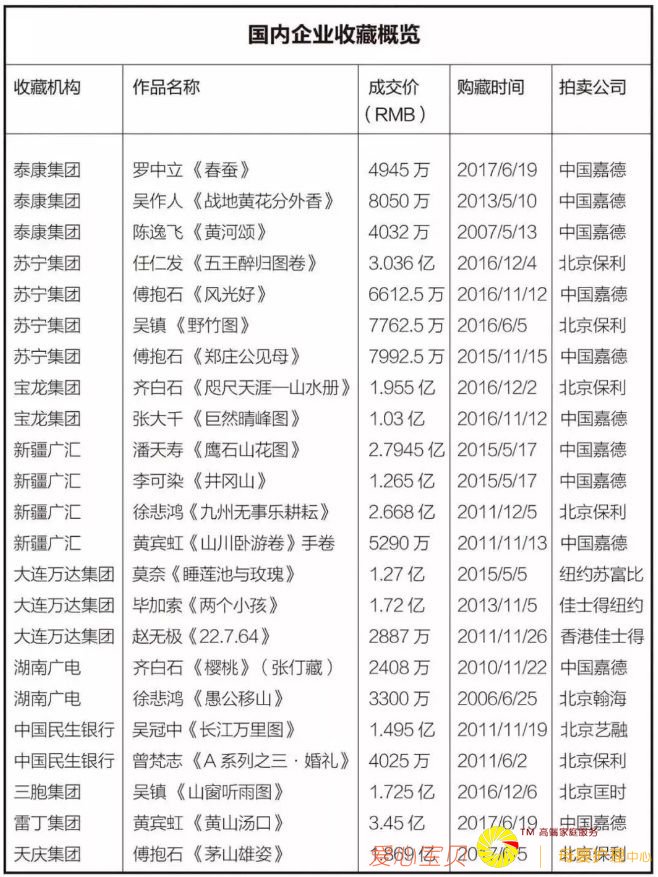 国内企业收藏概览
收藏机构 作品名称 成交价 购藏时间 拍卖公司
（RMB）
泰康集团 罗中立《春蚕》 4945 万 2017/6/19 中国嘉德
泰康集团 吴作人《战地黄花分外香》 8050 万 2013/5/10 中国嘉德
泰康集团 陈逸飞《黄河颂》 4032 万 2007/5/13 中国嘉德
苏宁集团 任仁发《五王醉归图卷》 3.036 亿 2016/12/4 北京保利
苏宁集团 傅抱石《风光好》 6612.5 万 2016/11/12 中国嘉德
苏宁集团 吴镇《野竹图》 7762.5 万 2016/6/5 北京保利
苏宁集团 傅抱石《郑庄公见母》 7992.5 万 2015/11/15 中国嘉德
宝龙集团 齐白石《咫尺天涯—山水册》 1.955 亿 2016/12/2 北京保利
宝龙集团 张大千《巨然晴峰图》 1.03 亿 2016/11/12 中国嘉德
新疆广汇 潘天寿《鹰石山花图》 2.7945 亿 2015/5/17 中国嘉德
新疆广汇 李可染《井冈山》 1.265 亿 2015/5/17 中国嘉德
新疆广汇 徐悲鸿《九州无事乐耕耘》 2.668 亿 2011/12/5 北京保利
新疆广汇 黄宾虹《山川卧游卷》手卷 5290 万 2011/11/13 中国嘉德
大连万达集团 莫奈《睡莲池与玫瑰》 1.27 亿 2015/5/5 纽约苏富比
大连万达集团 毕加索《两个小孩》 1.72 亿 2013/11/5 佳士得纽约
大连万达集团 赵无极《22.7.64》 2887 万 2011/11/26 香港佳士得
湖南广电 齐白石《樱桃》（张仃藏） 2408 万 2010/11/22 中国嘉德
湖南广电 徐悲鸿《愚公移山》 3300 万 2006/6/25 北京翰海
中国民生银行 吴冠中《长江万里图》 1.495 亿 2011/11/19 北京艺融
中国民生银行 曾梵志《A 系列之三·婚礼》 4025 万 2011/6/2 北京保利
三胞集团 吴镇《山窗听雨图》 1.725 亿 2016/12/6 北京匡时
雷丁集团 黄宾虹《黄山汤口》 3.45 亿 2017/6/19 中国嘉德
天庆集团 傅抱石《茅山雄姿》 1.869 亿 2017/6/5 北京保利
TM 高端家庭服务
爱心宝贝